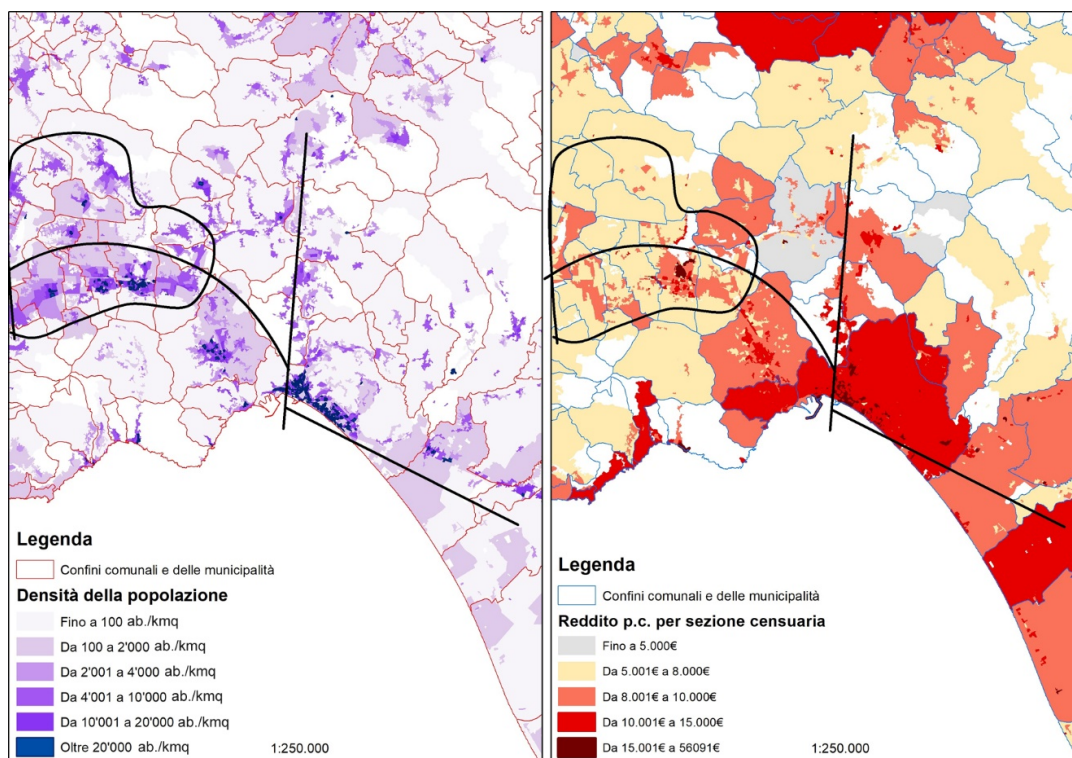 Legenda
Confini comunali e delle municipalità
Densità della popolazione
Fino a 100 ab./kmq
Da 100 a 2'000 ab./kmq
Da 2'001 a 4'000 ab./kmq
Da 4'001 a 10'000 ab./kmq
Da 10'001 a 20'000 ab./kmq
Oltre 20'000 ab./kmq
1:250.000
Legenda
Confini comunali e delle municipalità
Reddito p.c. per sezione censuaria
Fino a 5.000€
Da 5.001€ a 8.000€
Da 8.001€ a 10.000€
Da 10.001€ a 15.000€
Da 15.001€ a 56091€
1:250.000